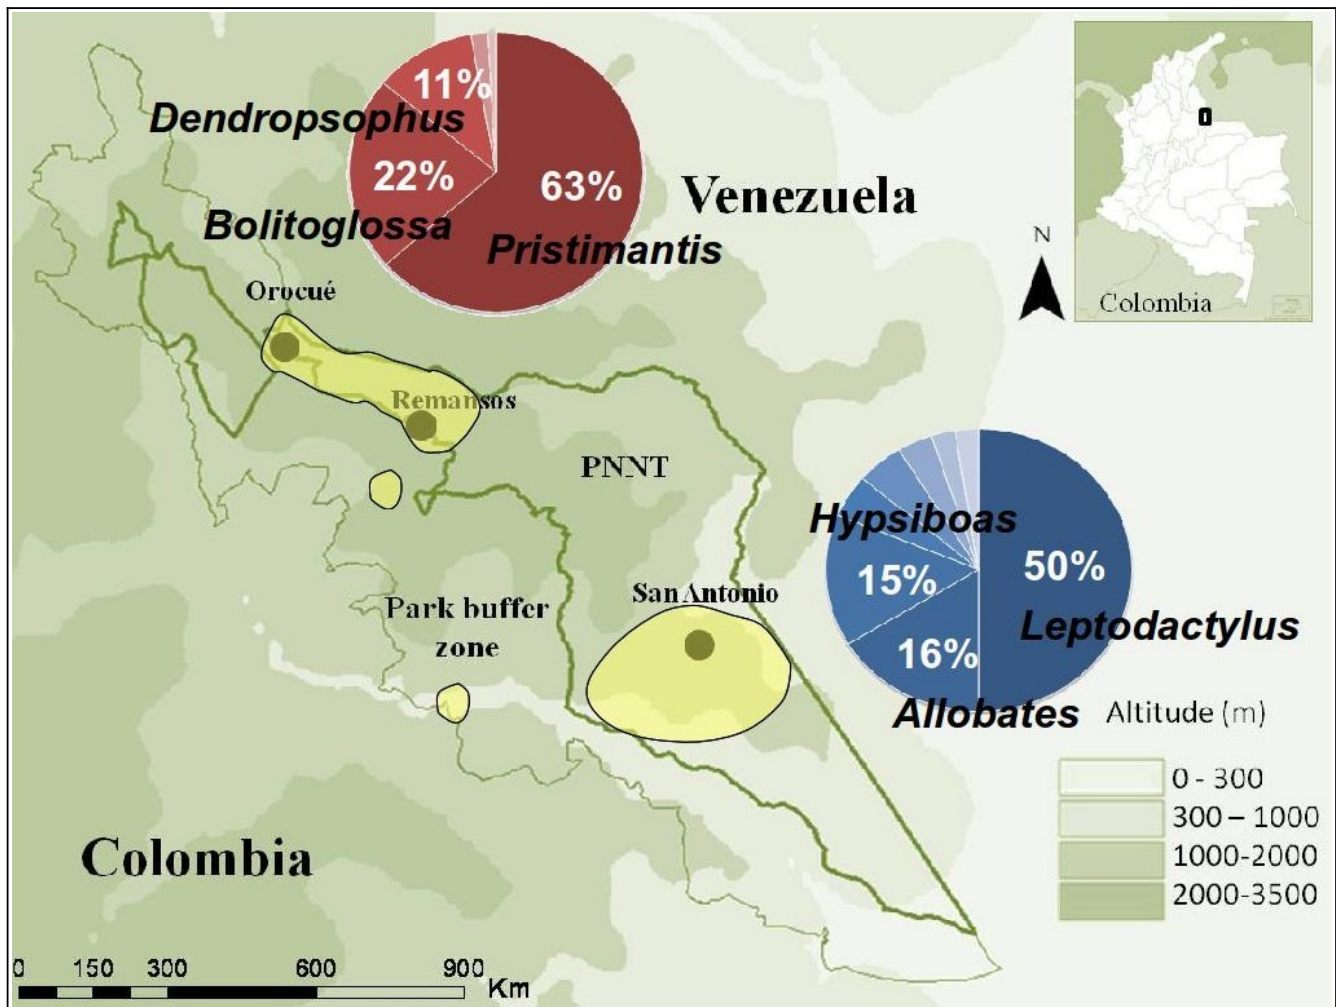 11%
Dendropsophus
22%
63%
Bolitoglossa
Pristimantis
Venezuela
N
Colombia
Orocué
Remansos
PNNT
Hypsiboas
50%
15%
San Antonio
Park buffer
zone
Leptodactylus
16%
Allobates
Altitude (m)
0 - 300
300 – 1000
1000-2000
2000-3500
Colombia
0 150 300 600 900
Km